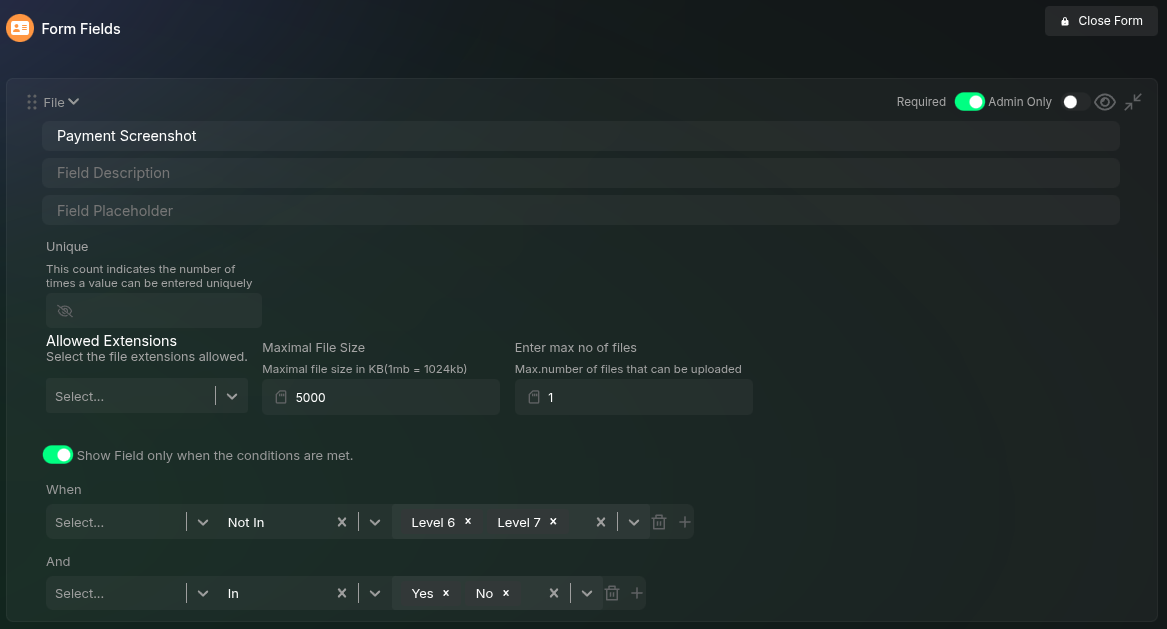 Form Fields
Close Form
File
Required
Admin Only
Payment Screenshot
Field Description
Field Placeholder
Unique
This count indicates the number of
times a value can be entered uniquely
Allowed Extensions
Select the file extensions allowed.
Select...
Maximal File Size
Maximal file size in KB(1mb = 1024kb)
5000
Enter max no of files
Max.number of files that can be uploaded
1
Show Field only when the conditions are met.
When
Select... Not In Level 6 Level 7
And
Select... In Yes No